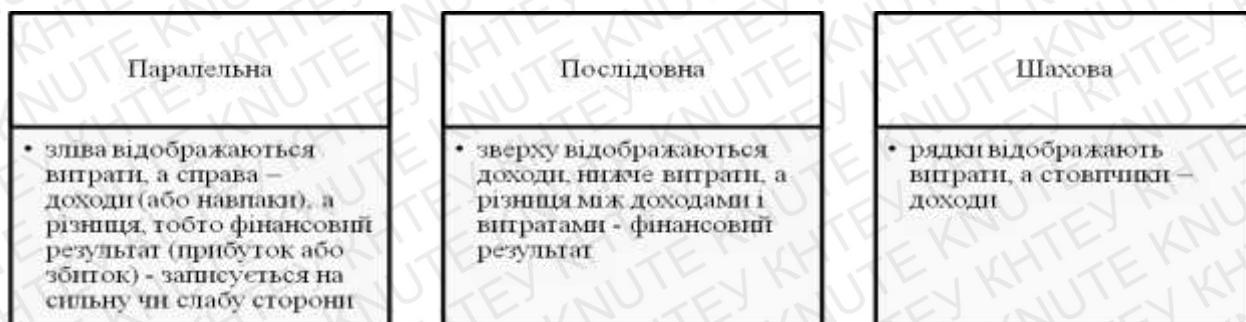 Паралельна
• зліва відображаються
витрати, а справа –
доходи (або навпаки), а
різниця, тобто фінансовий
результат (прибуток або
збиток) - записується на
сильну чи слабу сторони
Послідовна
• зверху відображаються
доходи, нижче витрати, а
різниця між доходами і
витратами - фінансовий
результат
Шахова
• рядки відображають
витрати, а стовпчики –
доходи